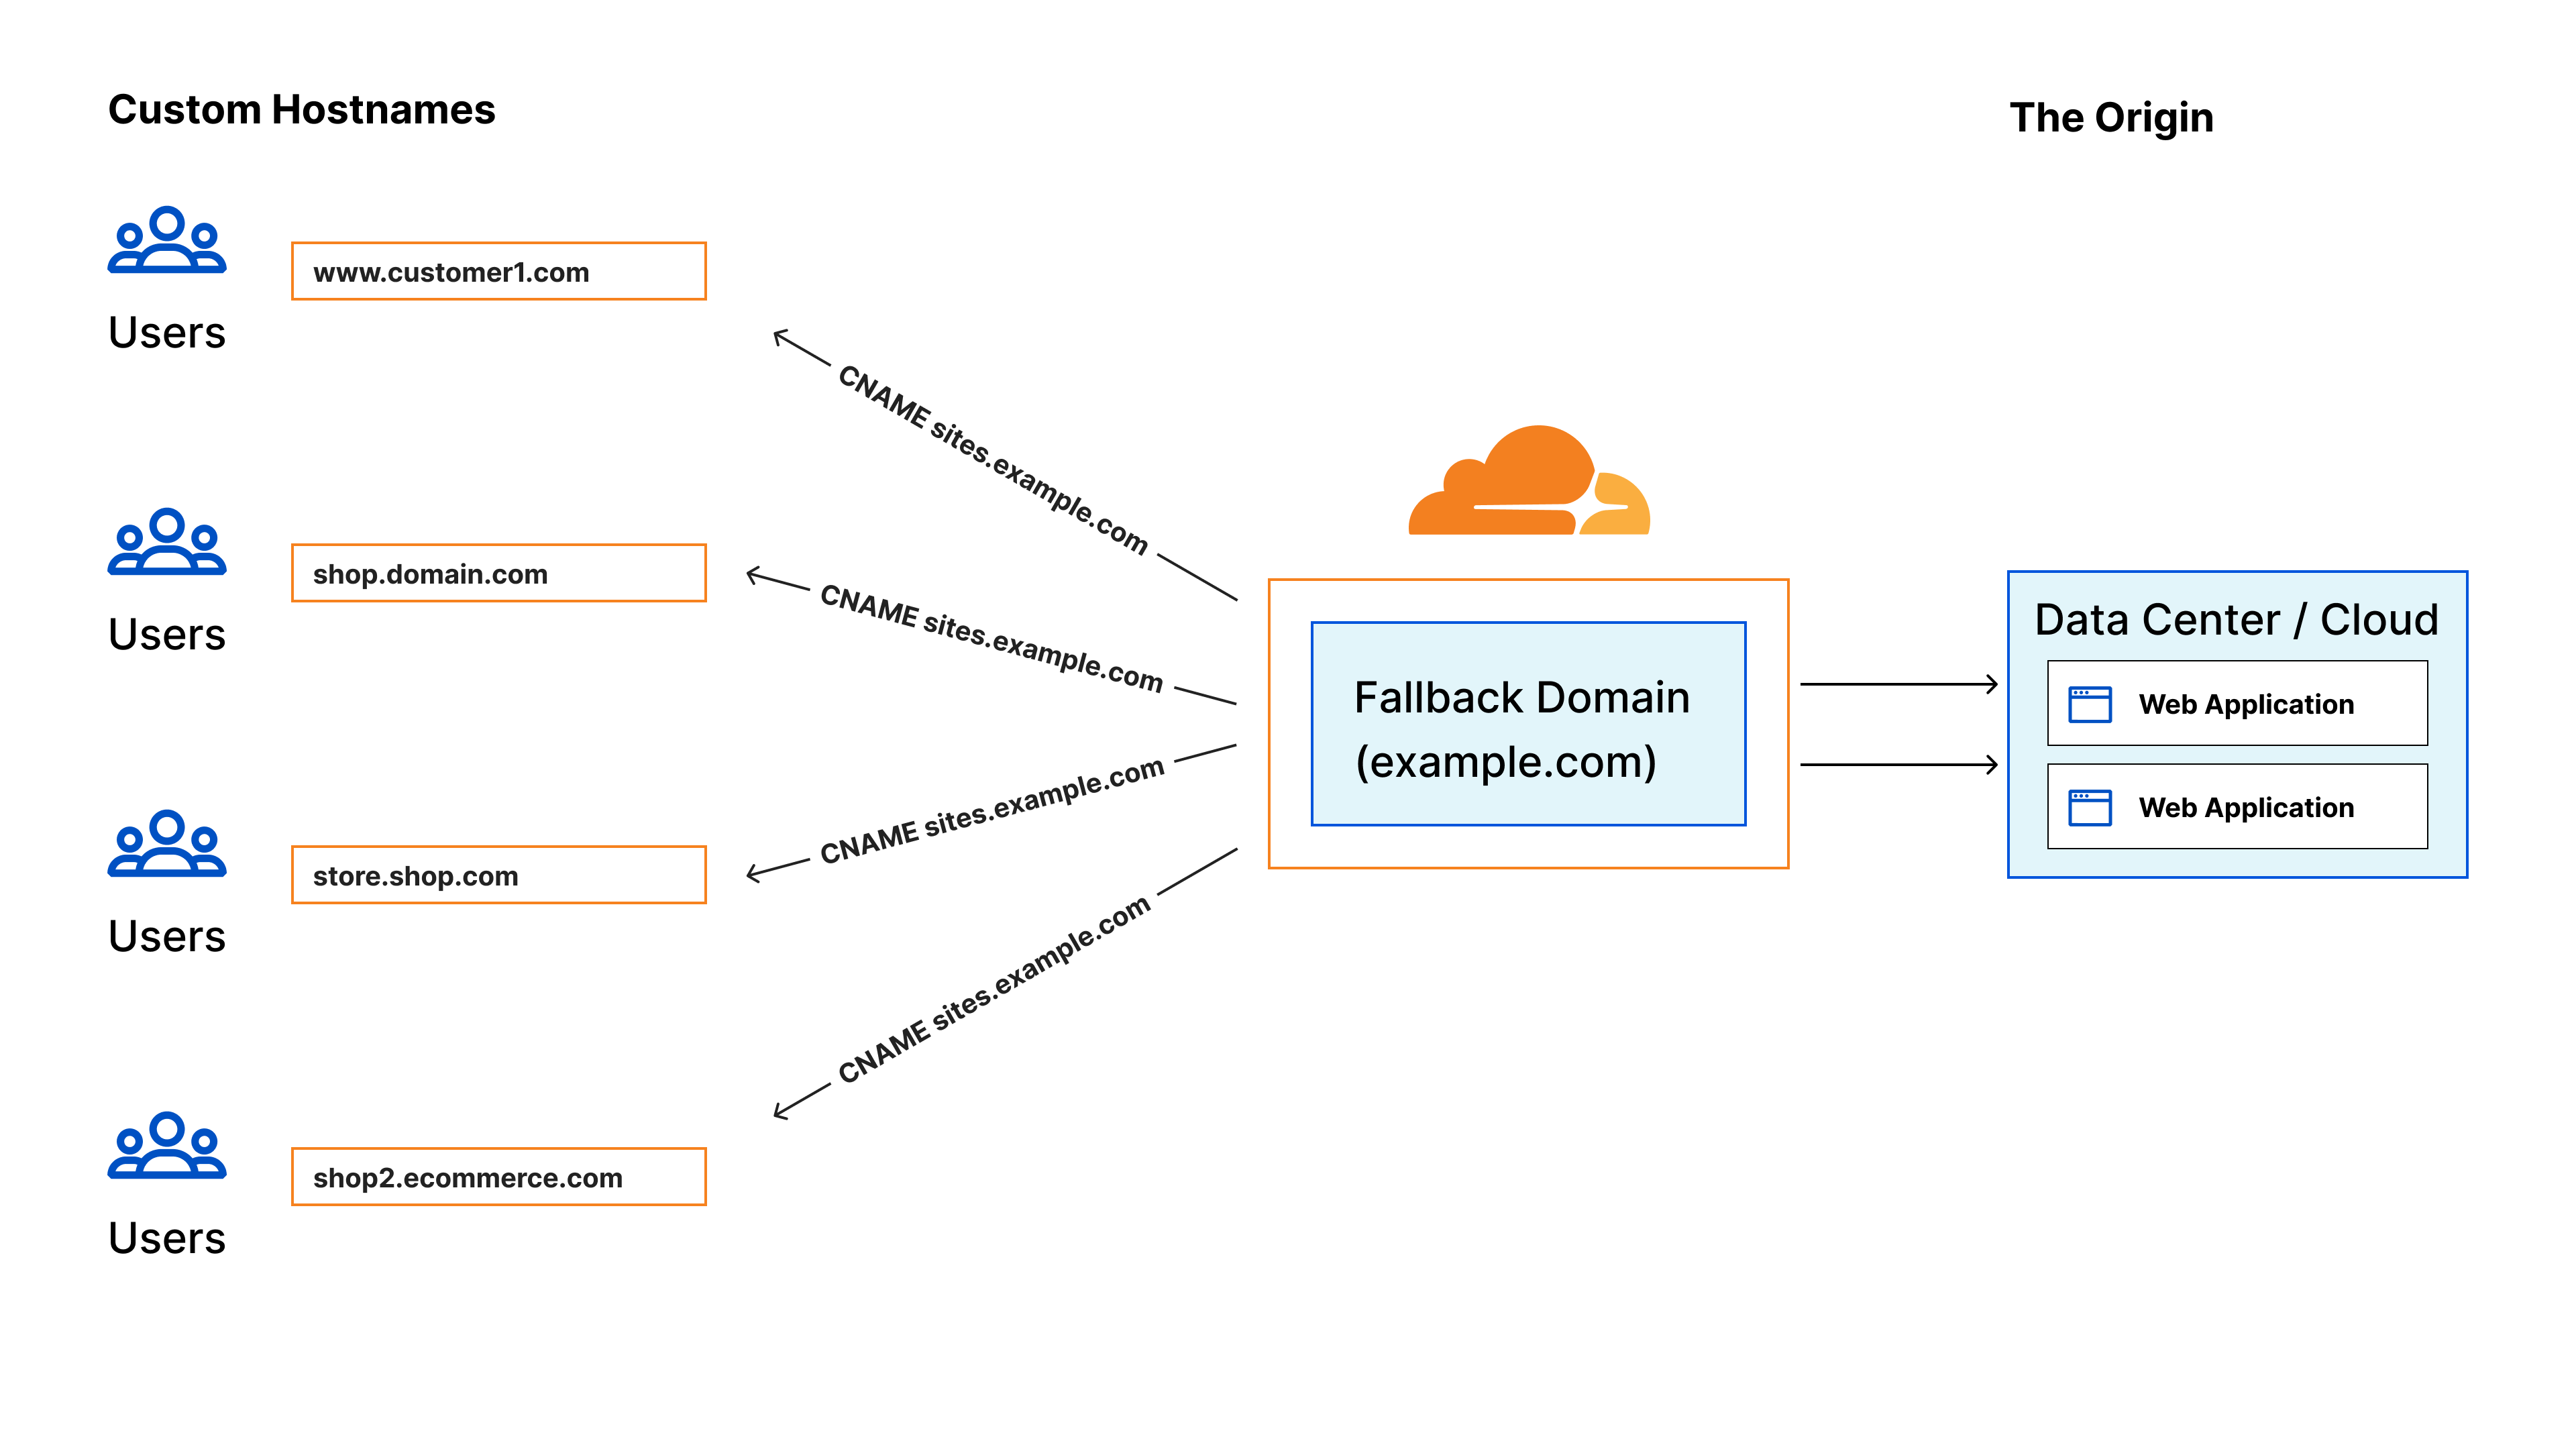 Custom Hostnames
The Origin
Users
www.customer1.com
CNAME sites.example.com
Users
shop.domain.com
CNAME sites.example.com
Users
store.shop.com
CNAME sites.example.com
Users
shop2.ecommerce.com
CNAME sites.example.com
Fallback Domain
(example.com)
Data Center / Cloud
Web Application
Web Application